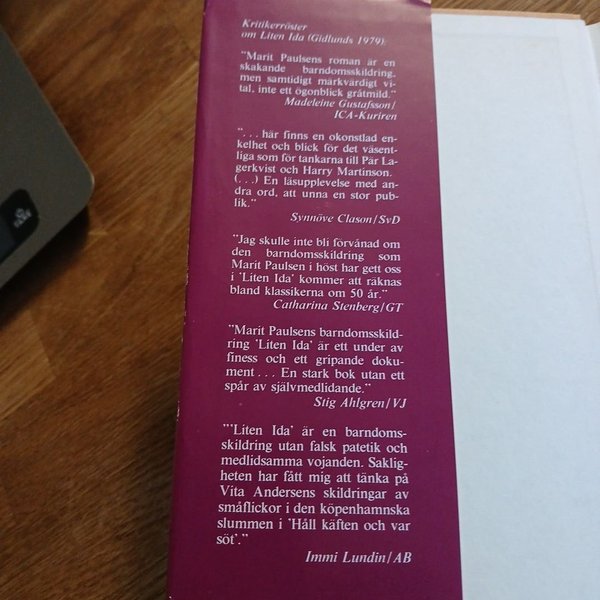 Kritikerröster
om Liten Ida (Gidlunds 1979):
"Marit Paulsens roman är en
skakande barndomsskildring,
men samtidigt märkvärdigt vi-
tal, inte ett ögonblick gråtmild."
Madeleine Gustafsson/
ICA-Kuriren
". . . här finns en okonstlad en-
kelhet och blick för det väsent-
liga som för tankarna till Pär La-
gerkvist och Harry Martinson.
(. . .) En läsupplevelse med an-
dra ord, att unna en stor pub-
lik."
Synnöve Clason/SvD
"Jag skulle inte bli förvånad om
den barndomsskildring som
Marit Paulsen i höst har gett oss
i 'Liten Ida' kommer att räknas
bland klassikerna om 50 år."
Catharina Stenberg/GT
"Marit Paulsens barndomsskild-
ring 'Liten Ida' är ett under av
finess och ett gripande doku-
ment . . . En stark bok utan ett
spår av självmedlidande."
Stig Ahlgren/VJ
"'Liten Ida' är en barndoms-
skildring utan falsk patetik och
medlidsamma vojanden. Saklig-
heten har fått mig att tänka på
Vita Andersens skildringar av
småflickor i den köpenhamnska
slummen i 'Håll käften och var
söt'."
Immi Lundin/AB